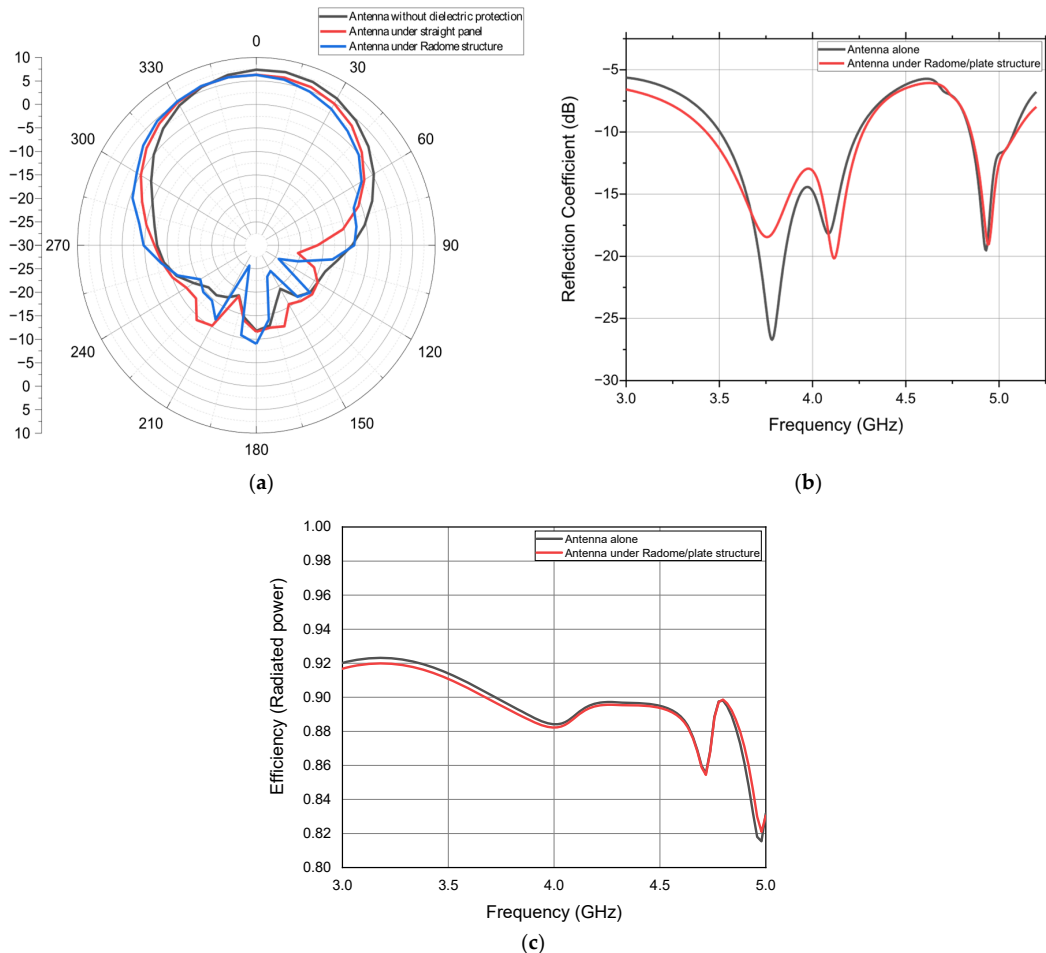 Antenna without dielectric protection
Antenna under straight panel
Antenna under Radome structure
0
30
60
90
120
150
180
210
240
270
300
330
10
5
0
−5
−10
−15
−20
−25
−30
−25
−20
−15
−10
−5
0
5
10
(a)
Antenna alone
Antenna under Radome/plate structure
Reflection Coefficient (dB)
−5
−10
−15
−20
−25
−30
3.0 3.5 4.0 4.5 5.0
Frequency (GHz)
(b)
Antenna alone
Antenna under Radome/plate structure
Efficiency (Radiated power)
1.00
0.98
0.96
0.94
0.92
0.90
0.88
0.86
0.84
0.82
0.80
3.0 3.5 4.0 4.5 5.0
Frequency (GHz)
(c)